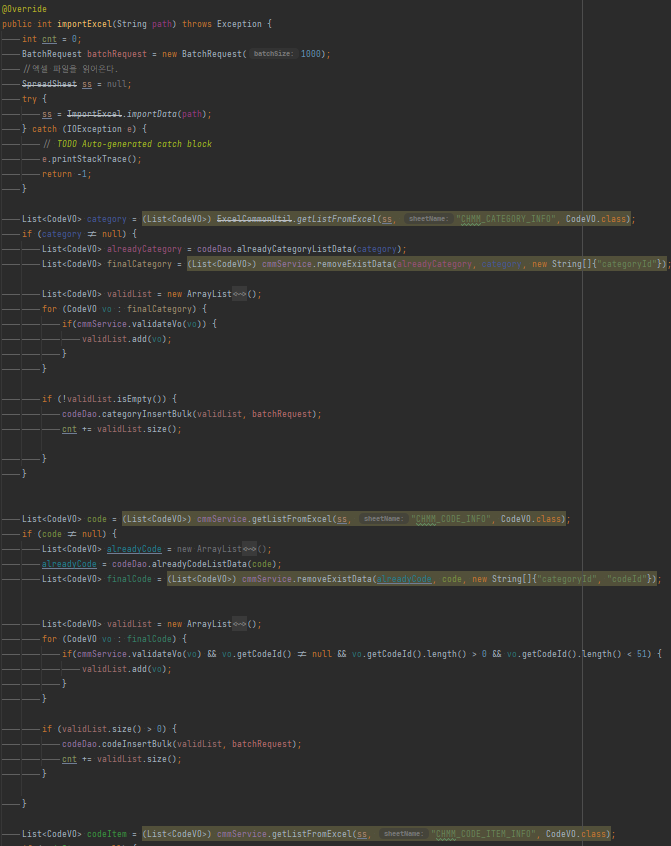 @Override
public int importExcel(String path) throws Exception {
int cnt = 0;
BatchRequest batchRequest = new BatchRequest( batchSize: 1000);
//엑셀 파일을 읽어온다.
SpreadSheet ss = null;
try {
ss = ImportExcel.importData(path);
} catch (IOException e) {
// TODO Auto-generated catch block
e.printStackTrace();
return -1;
}
List<CodeVO> category = (List<CodeVO>) ExcelCommonUtil.getListFromExcel(ss, sheetName: "CHMM_CATEGORY_INFO", CodeVO.class);
if (category != null) {
List<CodeVO> alreadyCategory = codeDao.alreadyCategoryListData(category);
List<CodeVO> finalCategory = (List<CodeVO>) cmmService.removeExistData(alreadyCategory, category, new String[]{"categoryId"});
List<CodeVO> validList = new ArrayList<~>();
for (CodeVO vo : finalCategory) {
if(cmmService.validateVo(vo)) {
validList.add(vo);
}
}
if (!validList.isEmpty()) {
codeDao.categoryInsertBulk(validList, batchRequest);
cnt += validList.size();
}
}
List<CodeVO> code = (List<CodeVO>) cmmService.getListFromExcel(ss, sheetName: "CHMM_CODE_INFO", CodeVO.class);
if (code != null) {
List<CodeVO> alreadyCode = new ArrayList<~>();
alreadyCode = codeDao.alreadyCodeListData(code);
List<CodeVO> finalCode = (List<CodeVO>) cmmService.removeExistData(alreadyCode, code, new String[]{"categoryId", "codeId"});
List<CodeVO> validList = new ArrayList<~>();
for (CodeVO vo : finalCode) {
if(cmmService.validateVo(vo) && vo.getCodeId() != null && vo.getCodeId().length() > 0 && vo.getCodeId().length() < 51) {
validList.add(vo);
}
}
if (validList.size() > 0) {
codeDao.codeInsertBulk(validList, batchRequest);
cnt += validList.size();
}
}
List<CodeVO> codeItem = (List<CodeVO>) cmmService.getListFromExcel(ss, sheetName: "CHMM_CODE_ITEM_INFO", CodeVO.class);